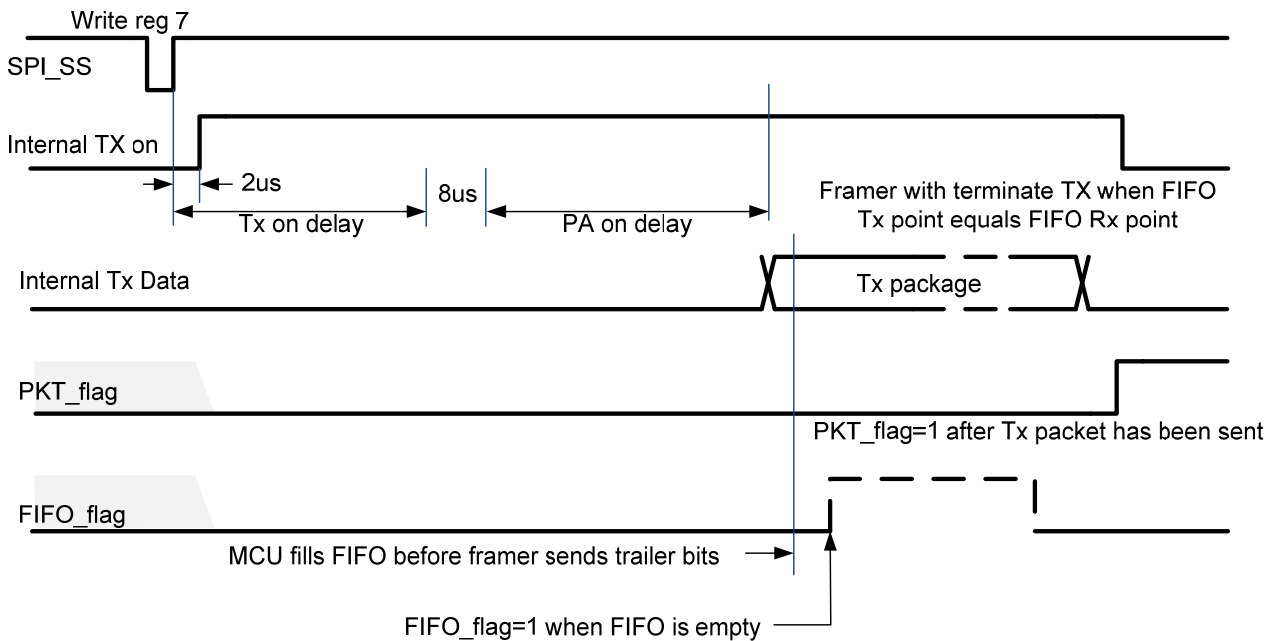 Write reg 7
SPI_SS
Internal TX on
2us
8us
Tx on delay
PA on delay
Framer with terminate TX when FIFO
Tx point equals FIFO Rx point
Internal Tx Data
Tx package
PKT_flag
PKT_flag=1 after Tx packet has been sent
FIFO_flag
MCU fills FIFO before framer sends trailer bits
FIFO_flag=1 when FIFO is empty